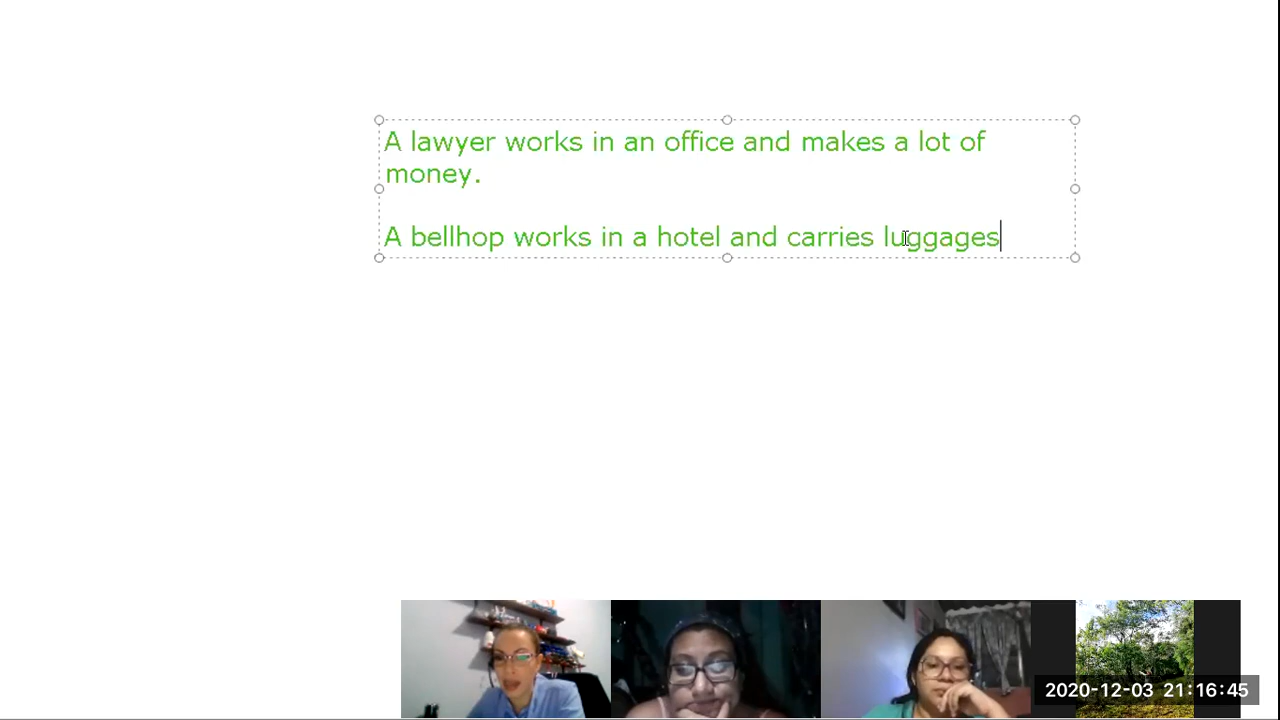 A lawyer works in an office and makes a lot of
money.
A bellhop works in a hotel and carries luggages
2020-12-03 21:16:45